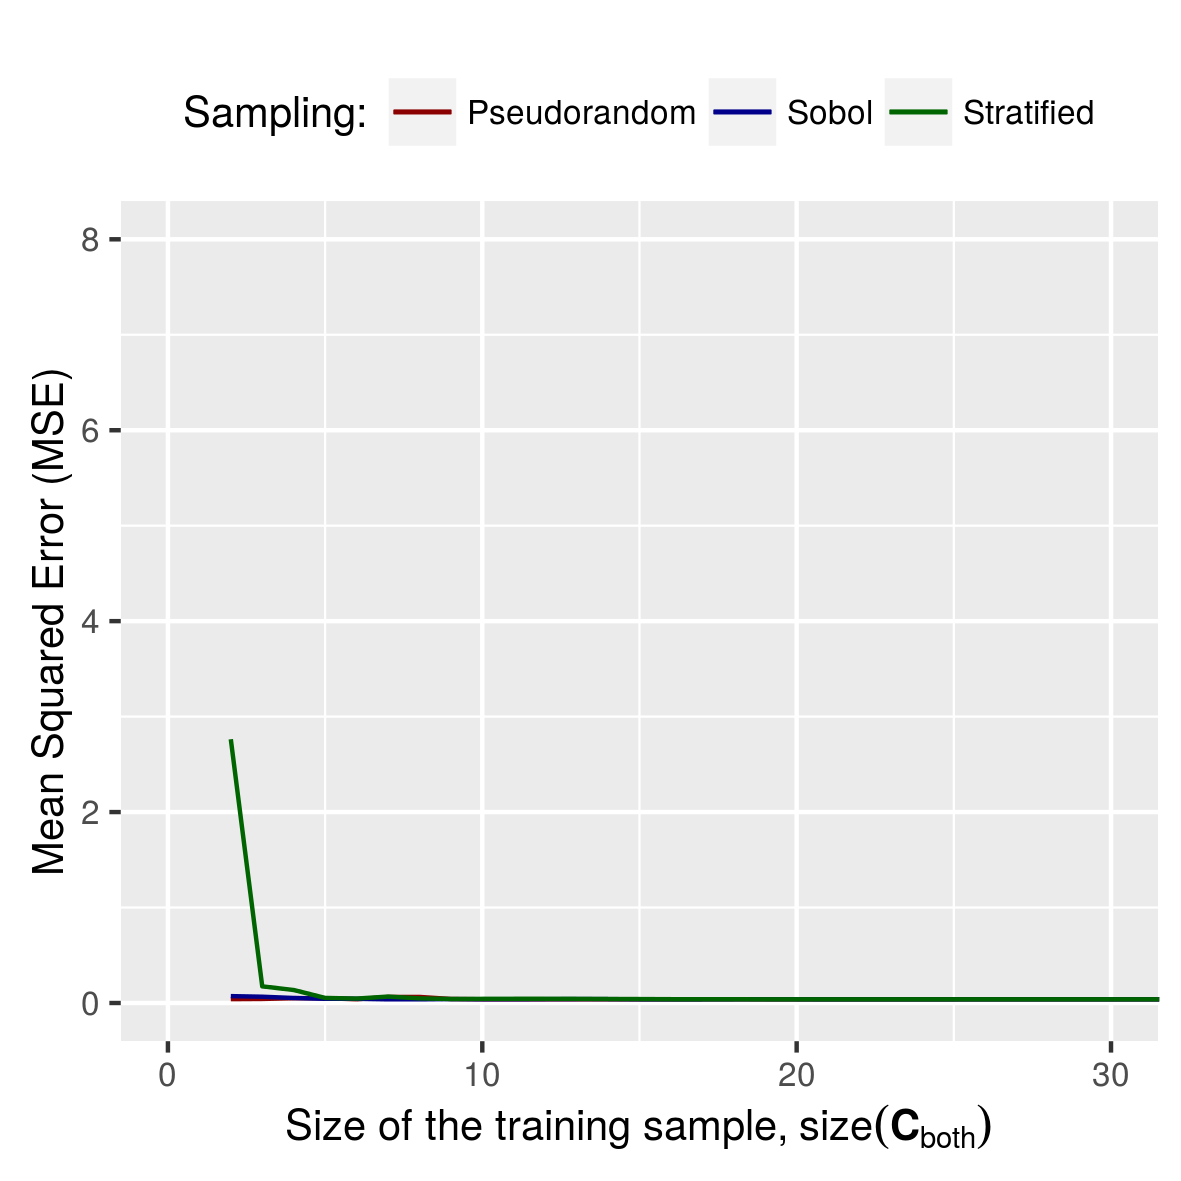 Sampling: Pseudorandom Sobol Stratified
8
6
4
2
0
Mean Squared Error (MSE)
0 10 20 30
Size of the training sample, size(C_both)